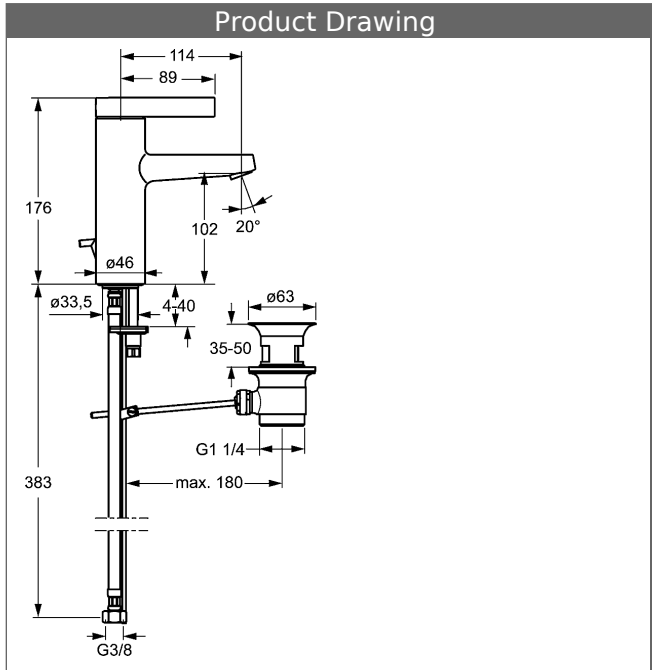 Product Drawing
114
89
176
102
20°
ø46
ø33,5
4-40
ø63
35-50
G1 1/4
383
max. 180
G3/8